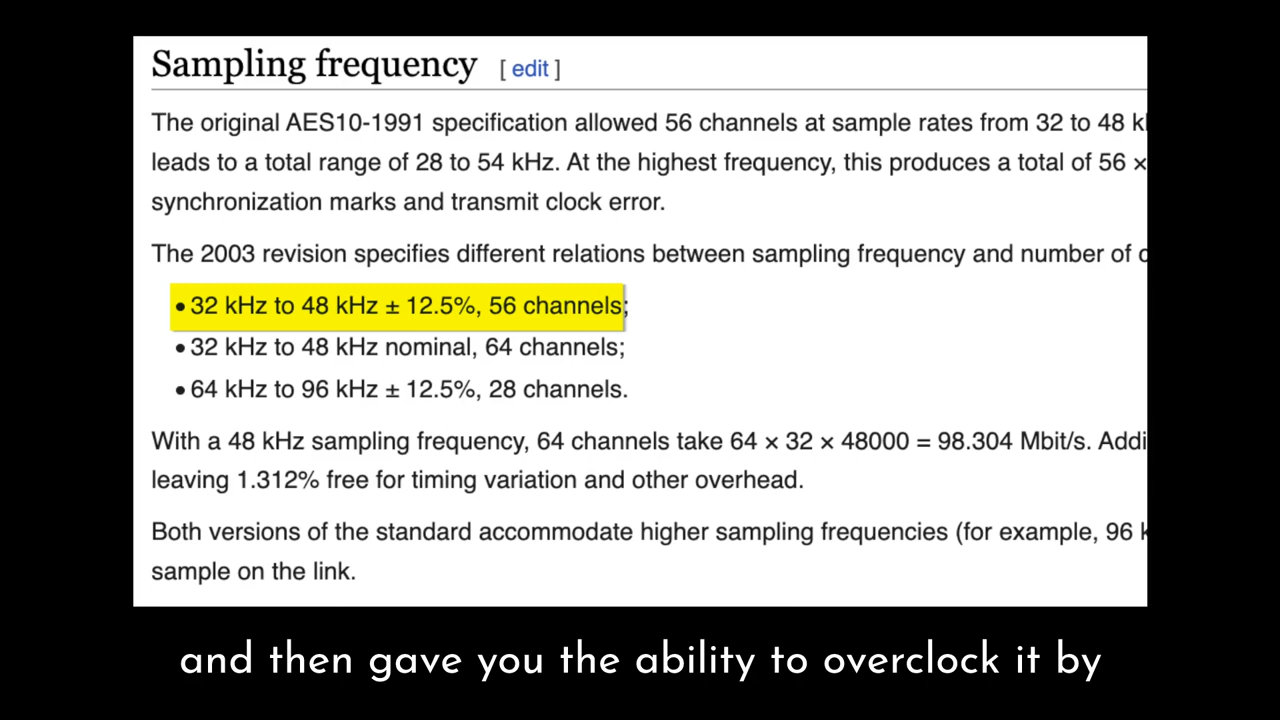 Sampling frequency [ edit ]
The original AES10-1991 specification allowed 56 channels at sample rates from 32 to 48
leads to a total range of 28 to 54 kHz. At the highest frequency, this produces a total of 56 ×
synchronization marks and transmit clock error.
The 2003 revision specifies different relations between sampling frequency and number of
• 32 kHz to 48 kHz ± 12.5%, 56 channels;
• 32 kHz to 48 kHz nominal, 64 channels;
• 64 kHz to 96 kHz ± 12.5%, 28 channels.
With a 48 kHz sampling frequency, 64 channels take 64 × 32 × 48000 = 98.304 Mbit/s. Addi
leaving 1.312% free for timing variation and other overhead.
Both versions of the standard accommodate higher sampling frequencies (for example, 96
sample on the link.
and then gave you the ability to overclock it by